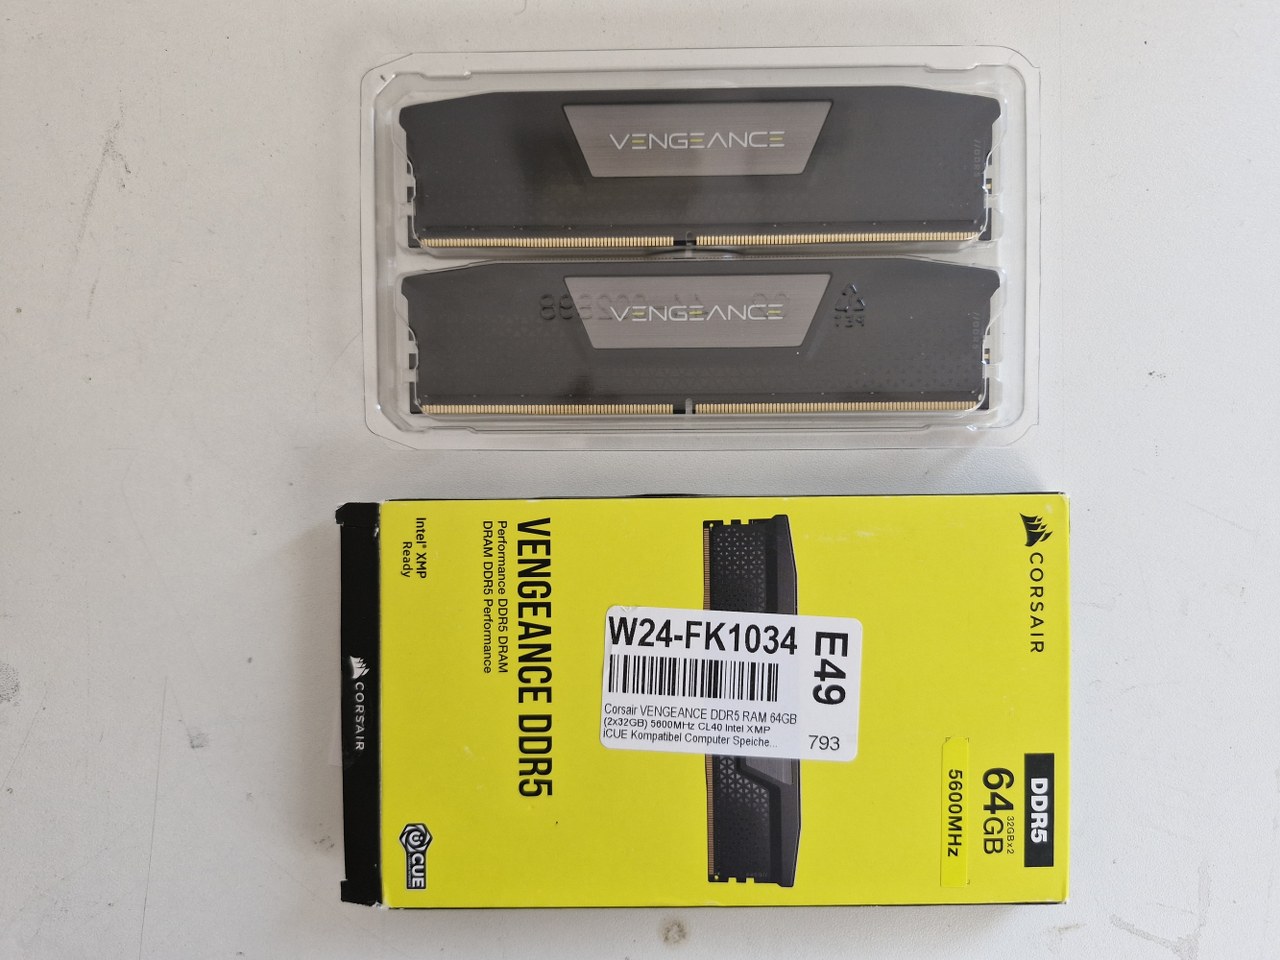 VENGEANCE
VENGEANCE
CORSAIR
VENGEANCE DDR5
Performance DDR5 DRAM
DRAM DDR5 Performance
Intel® XMP
Ready
CORSAIR
iCUE
W24-FK1034
E49
Corsair VENGEANCE DDR5 RAM 64GB
(2x32GB) 5600MHz CL40 Intel XMP
iCUE Kompatibel Computer Speiche...
793
DDR5
32GBx2
64GB
5600MHz